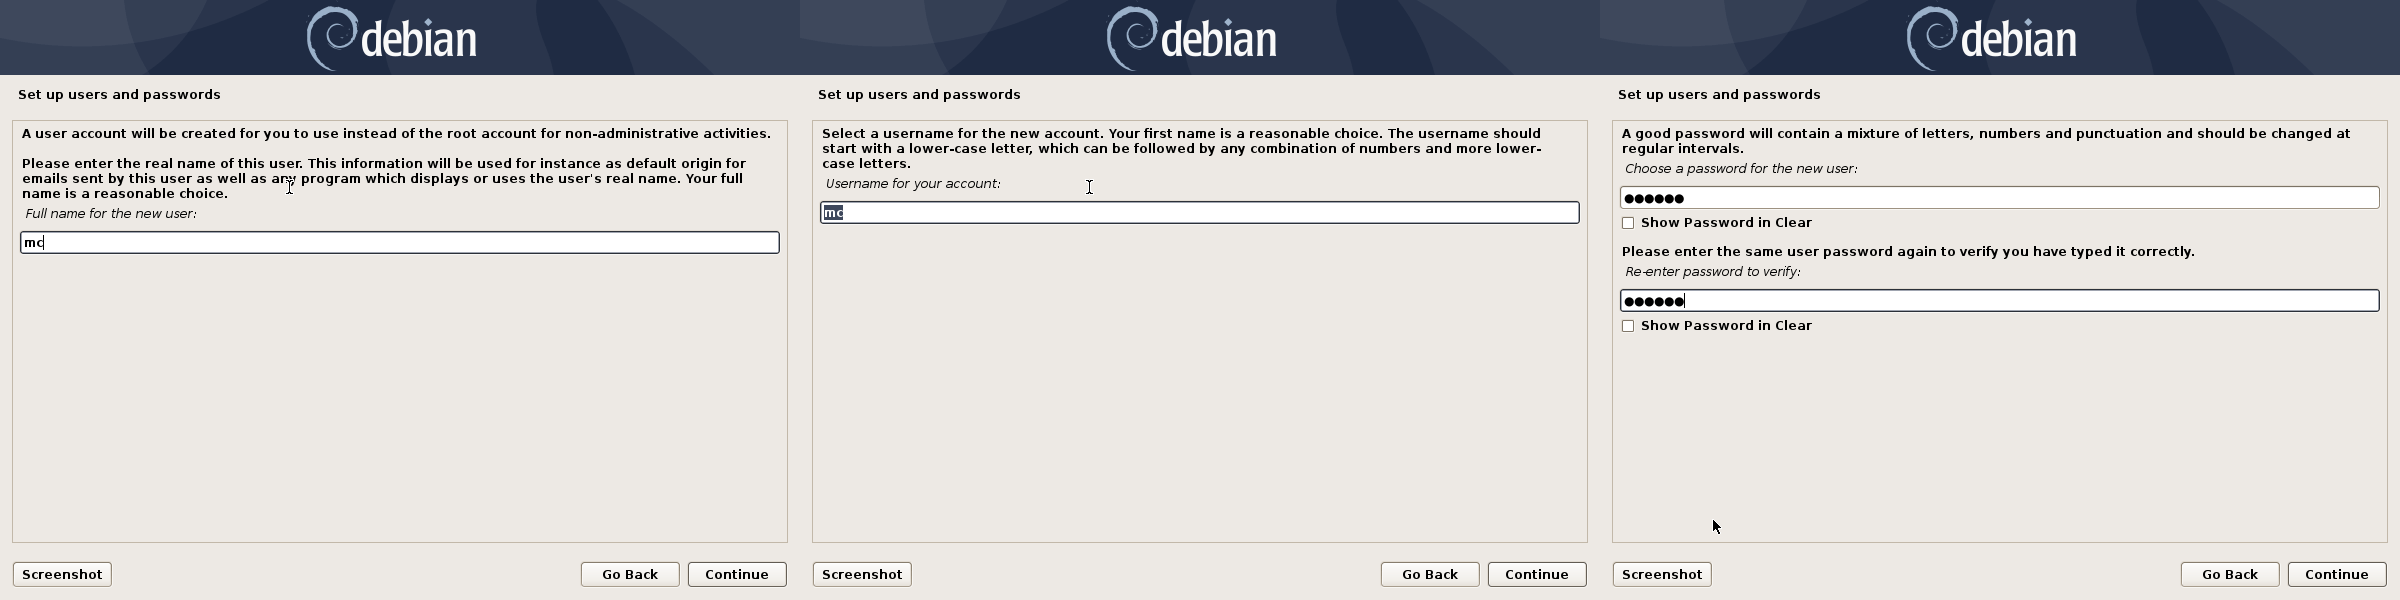 debian
Set up users and passwords
A user account will be created for you to use instead of the root account for non-administrative activities.
Please enter the real name of this user. This information will be used for instance as default origin for
emails sent by this user as well as any program which displays or uses the user's real name. Your full
name is a reasonable choice.
Full name for the new user:
mc
Screenshot
Go Back
Continue
debian
Set up users and passwords
Select a username for the new account. Your first name is a reasonable choice. The username should
start with a lower-case letter, which can be followed by any combination of numbers and more lower-
case letters.
Username for your account:
mc
Screenshot
Go Back
Continue
debian
Set up users and passwords
A good password will contain a mixture of letters, numbers and punctuation and should be changed at
regular intervals.
Choose a password for the new user:
●●●●●●
Show Password in Clear
Please enter the same user password again to verify you have typed it correctly.
Re-enter password to verify:
●●●●●●
Show Password in Clear
Screenshot
Go Back
Continue